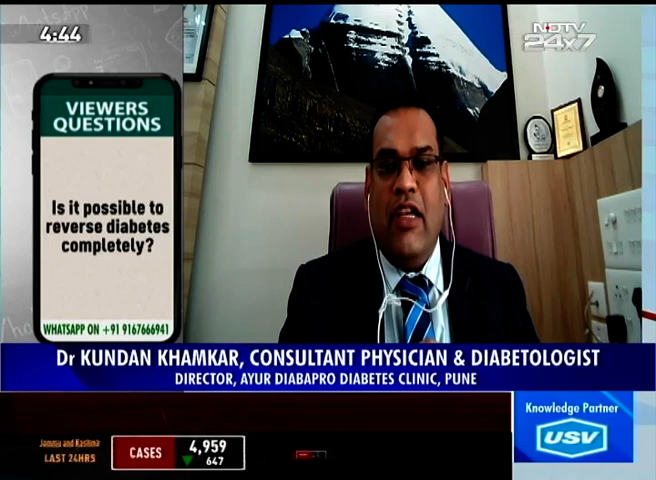 4:44
NDTV
24x7
VIEWERS
QUESTIONS
Is it possible to
reverse diabetes
completely?
WHATSAPP ON +91 9167666941
Dr KUNDAN KHAMKAR, CONSULTANT PHYSICIAN & DIABETOLOGIST
DIRECTOR, AYUR DIABAPRO DIABETES CLINIC, PUNE
Knowledge Partner
USV
Jammu and Kashmir
LAST 24HRS
CASES
4,959
647